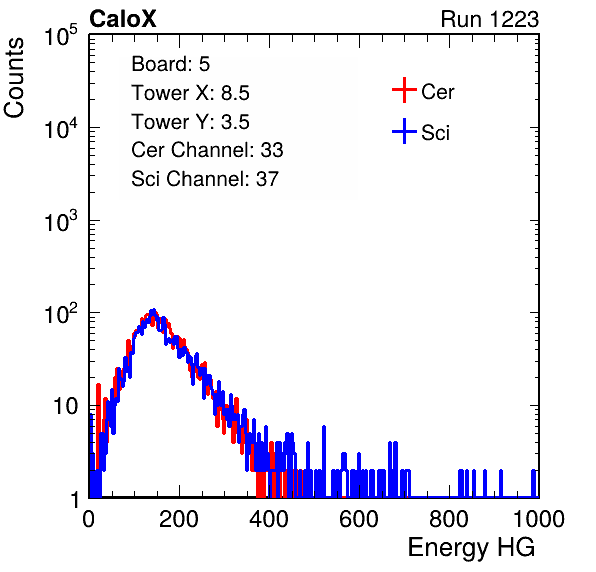 CaloX Run 1223
Counts
10^5
10^4
10^3
10^2
10
1
Board: 5
Tower X: 8.5
Tower Y: 3.5
Cer Channel: 33
Sci Channel: 37
Cer
Sci
0 200 400 600 800 1000
Energy HG